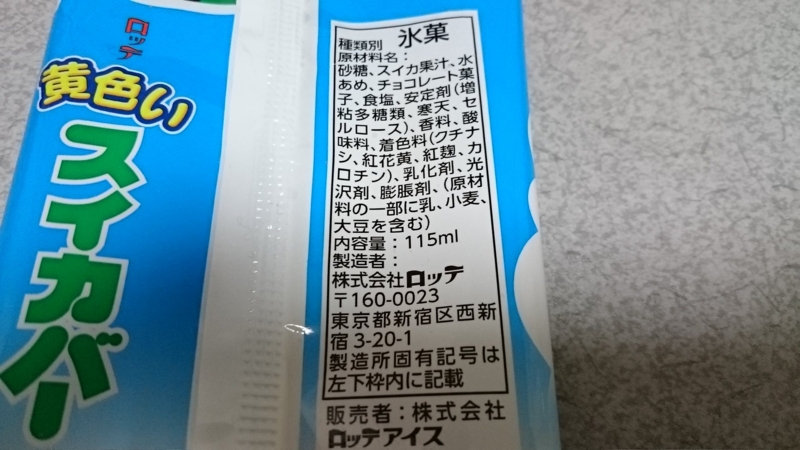 ロッテ
黄色い
スイカバー
種類別 氷菓
原材料名：
砂糖、スイカ果汁、水
あめ、チョコレート菓
子、食塩、安定剤(増
粘多糖類、寒天、セ
ルロース)、香料、酸
味料、着色料(クチナ
シ、紅花黄、紅麹、カ
ロチン)、乳化剤、光
沢剤、膨脹剤、(原材
料の一部に乳、小麦、
大豆を含む)
内容量：115ml
製造者：
株式会社ロッテ
〒160-0023
東京都新宿区西新
宿 3-20-1
製造所固有記号は
左下枠内に記載
販売者：株式会社
ロッテアイス